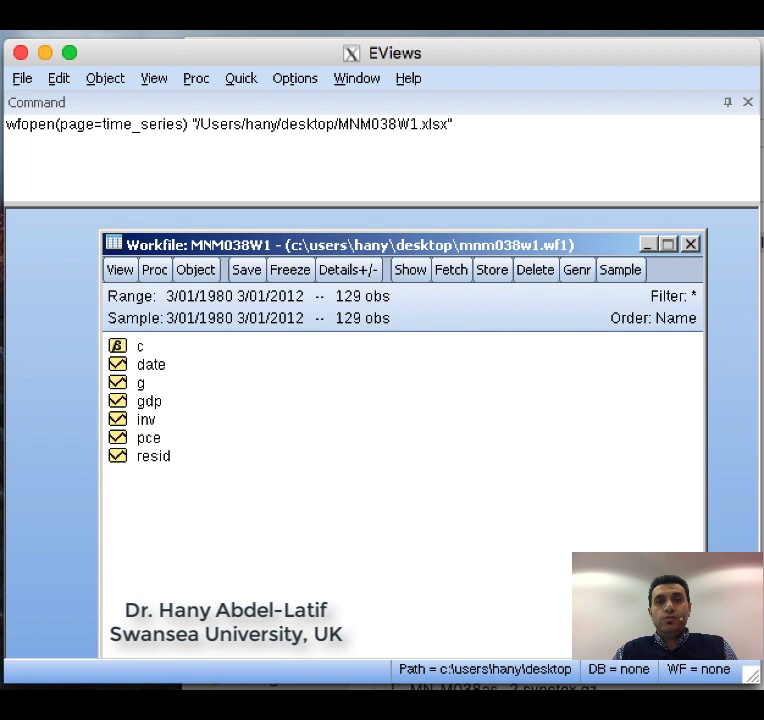 EViews
File Edit Object View Proc Quick Options Window Help
Command
wfopen(page=time_series) "/Users/hany/desktop/MNM038W1.xlsx"
Workfile: MNM038W1 - (c:\users\hany\desktop\mnm038w1.wf1)
View Proc Object Save Freeze Details+/- Show Fetch Store Delete Genr Sample
Range: 3/01/1980 3/01/2012 -- 129 obs Filter: *
Sample: 3/01/1980 3/01/2012 -- 129 obs Order: Name
c
date
g
gdp
inv
pce
resid
Dr. Hany Abdel-Latif
Swansea University, UK
Path = c:\users\hany\desktop DB = none WF = none